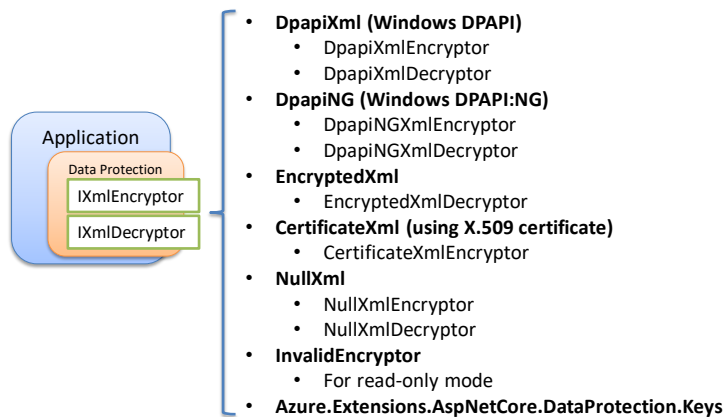 Application
Data Protection
IXmlEncryptor
IXmlDecryptor
• DpapiXml (Windows DPAPI)
• DpapiXmlEncryptor
• DpapiXmlDecryptor
• DpapiNG (Windows DPAPI:NG)
• DpapiNGXmlEncryptor
• DpapiNGXmlDecryptor
• EncryptedXml
• EncryptedXmlDecryptor
• CertificateXml (using X.509 certificate)
• CertificateXmlEncryptor
• NullXml
• NullXmlEncryptor
• NullXmlDecryptor
• InvalidEncryptor
• For read-only mode
• Azure.Extensions.AspNetCore.DataProtection.Keys